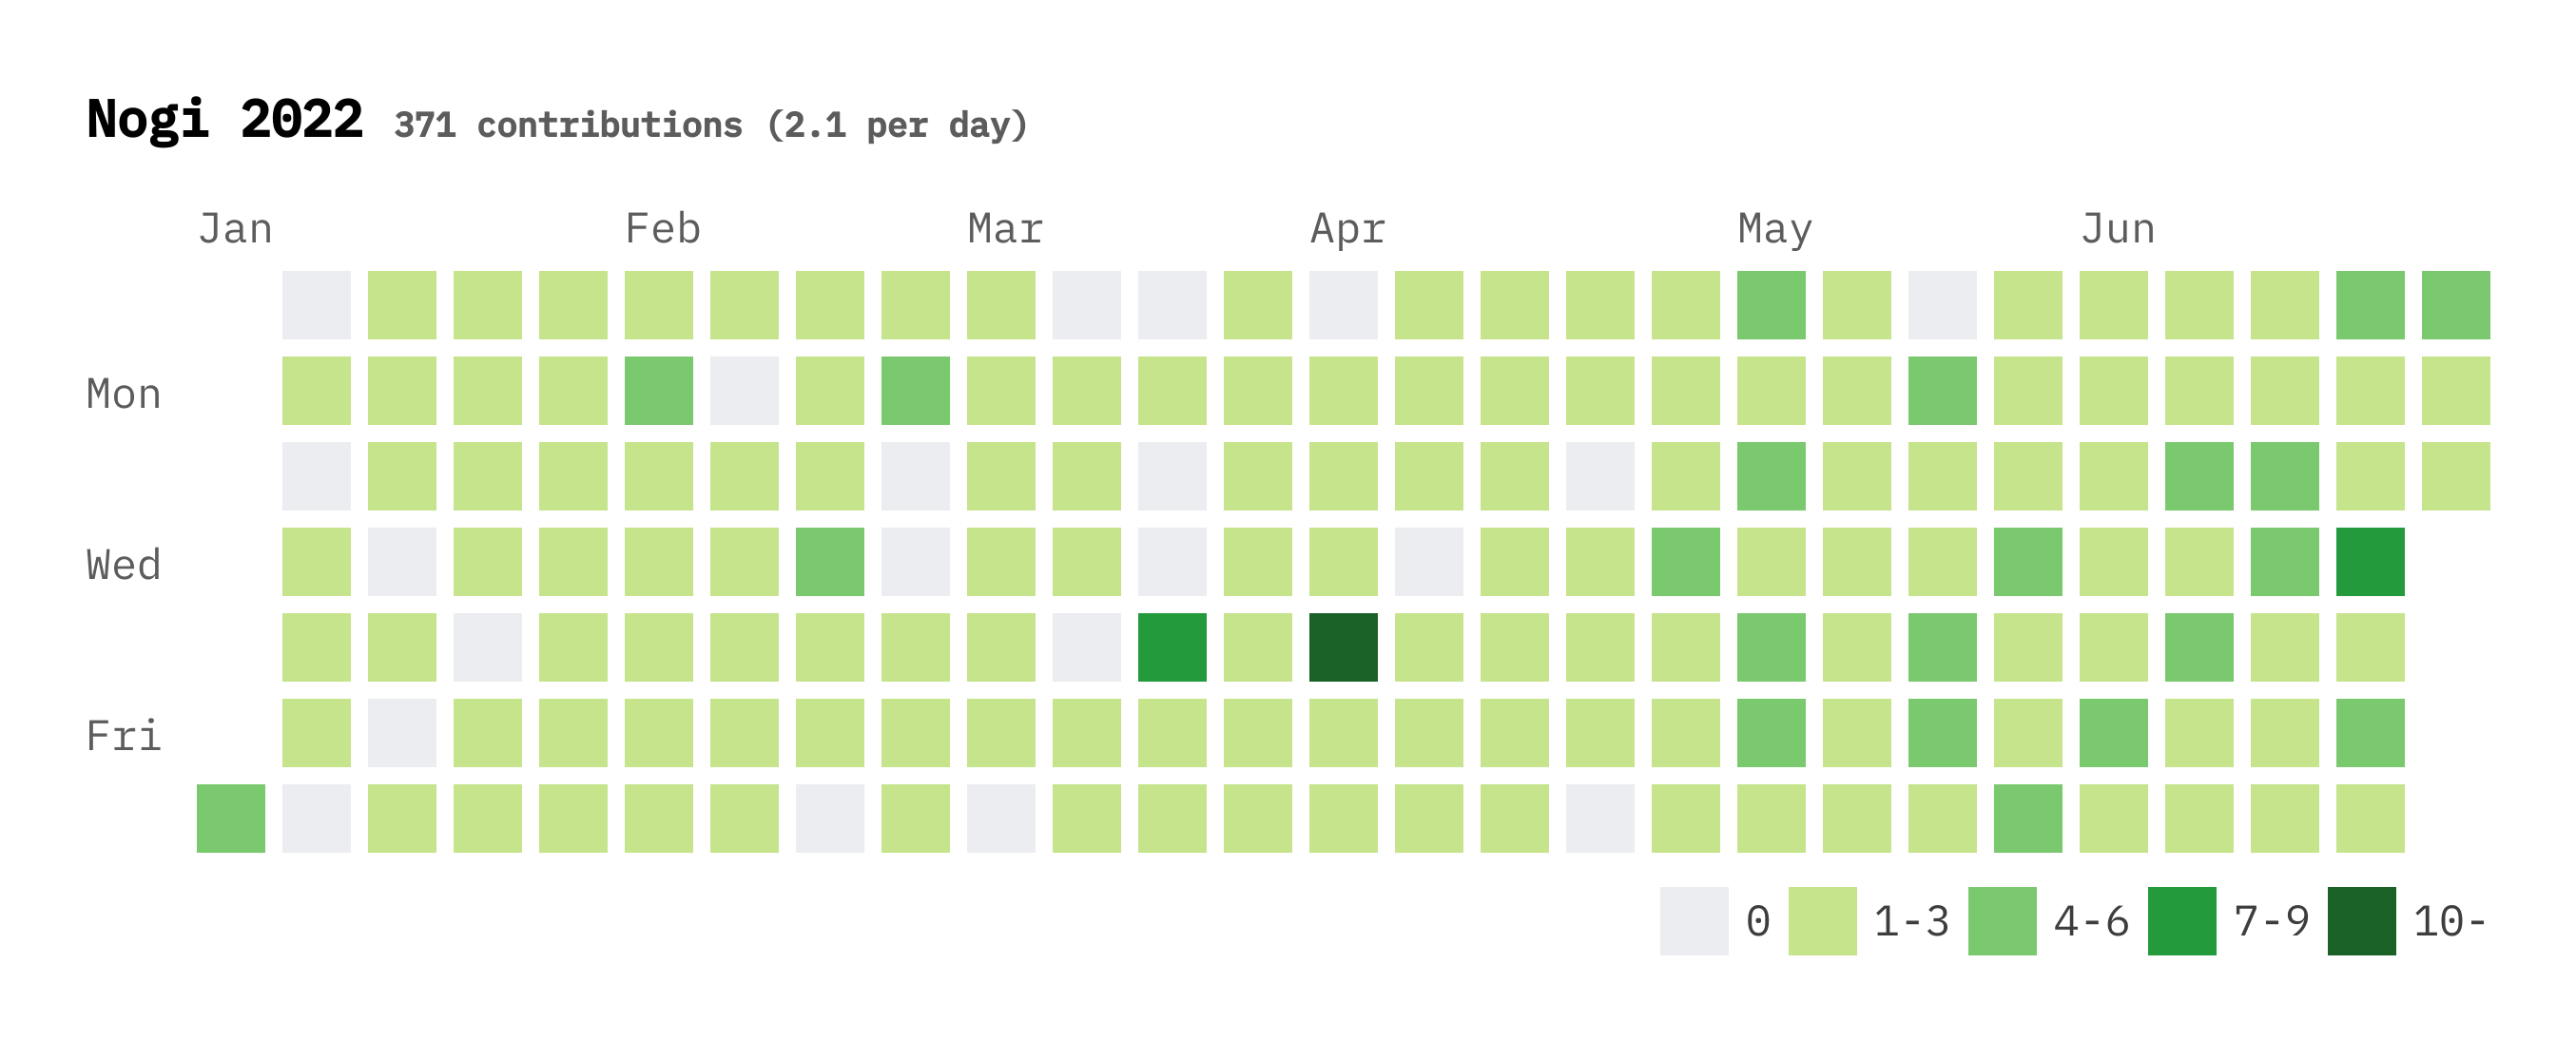 Nogi 2022 371 contributions (2.1 per day)
Jan Feb Mar Apr May Jun
Mon
Wed
Fri
0 1-3 4-6 7-9 10-